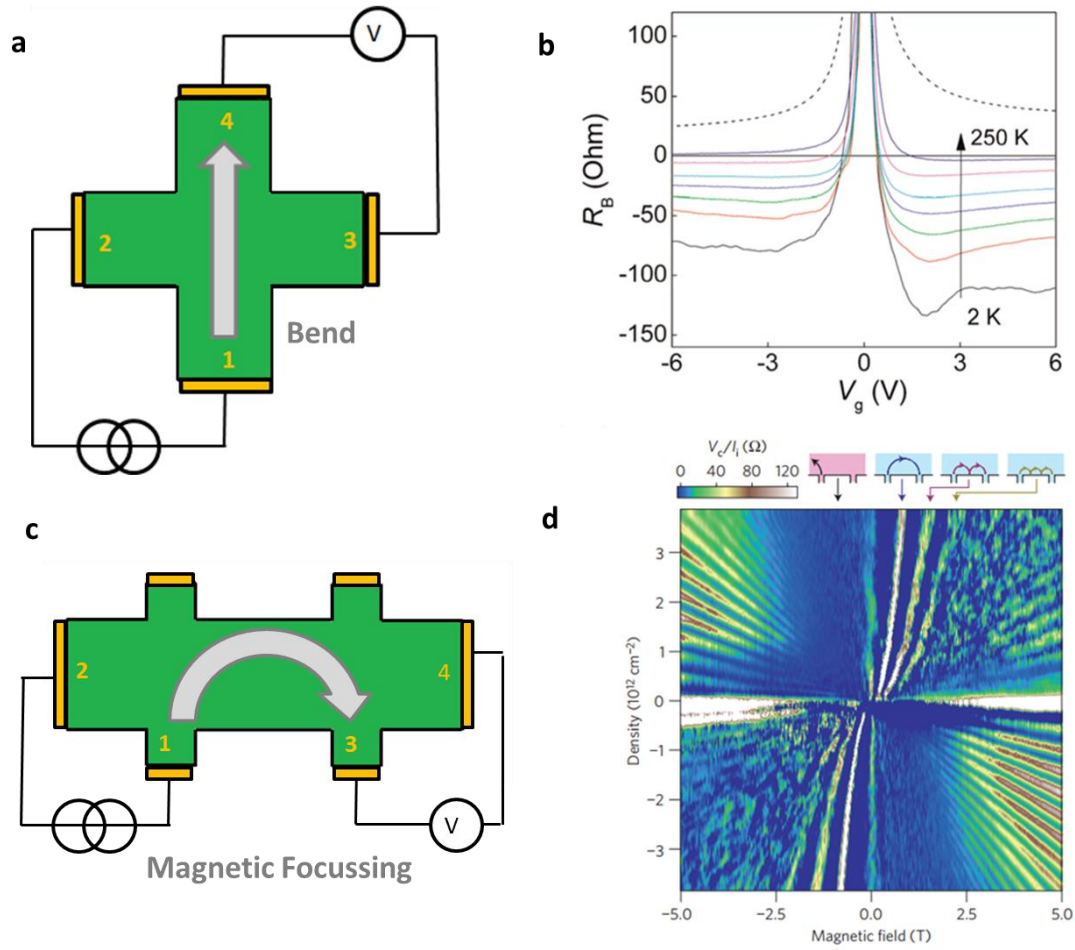 a
V
4
2
3
Bend
1
b
R_B (Ohm)
100
50
0
-50
-100
-150
250 K
2 K
-6
-3
0
3
6
V_g (V)
c
2
4
1
3
V
Magnetic Focussing
d
V_c/I_i (Ω)
0 40 80 120
Density (10^12 cm^−2)
3
2
1
0
−1
−2
−3
−5.0
−2.5
0.0
2.5
5.0
Magnetic field (T)